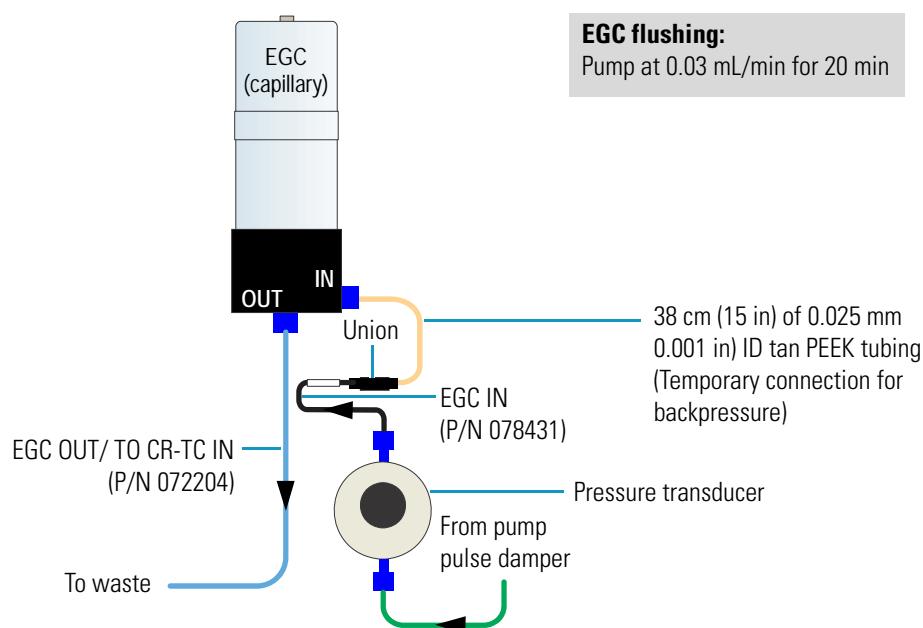 EGC
(capillary)
EGC flushing:
Pump at 0.03 mL/min for 20 min
IN
OUT
Union
38 cm (15 in) of 0.025 mm
0.001 in) ID tan PEEK tubing
(Temporary connection for
backpressure)
EGC IN
(P/N 078431)
EGC OUT/ TO CR-TC IN
(P/N 072204)
Pressure transducer
From pump
pulse damper
To waste